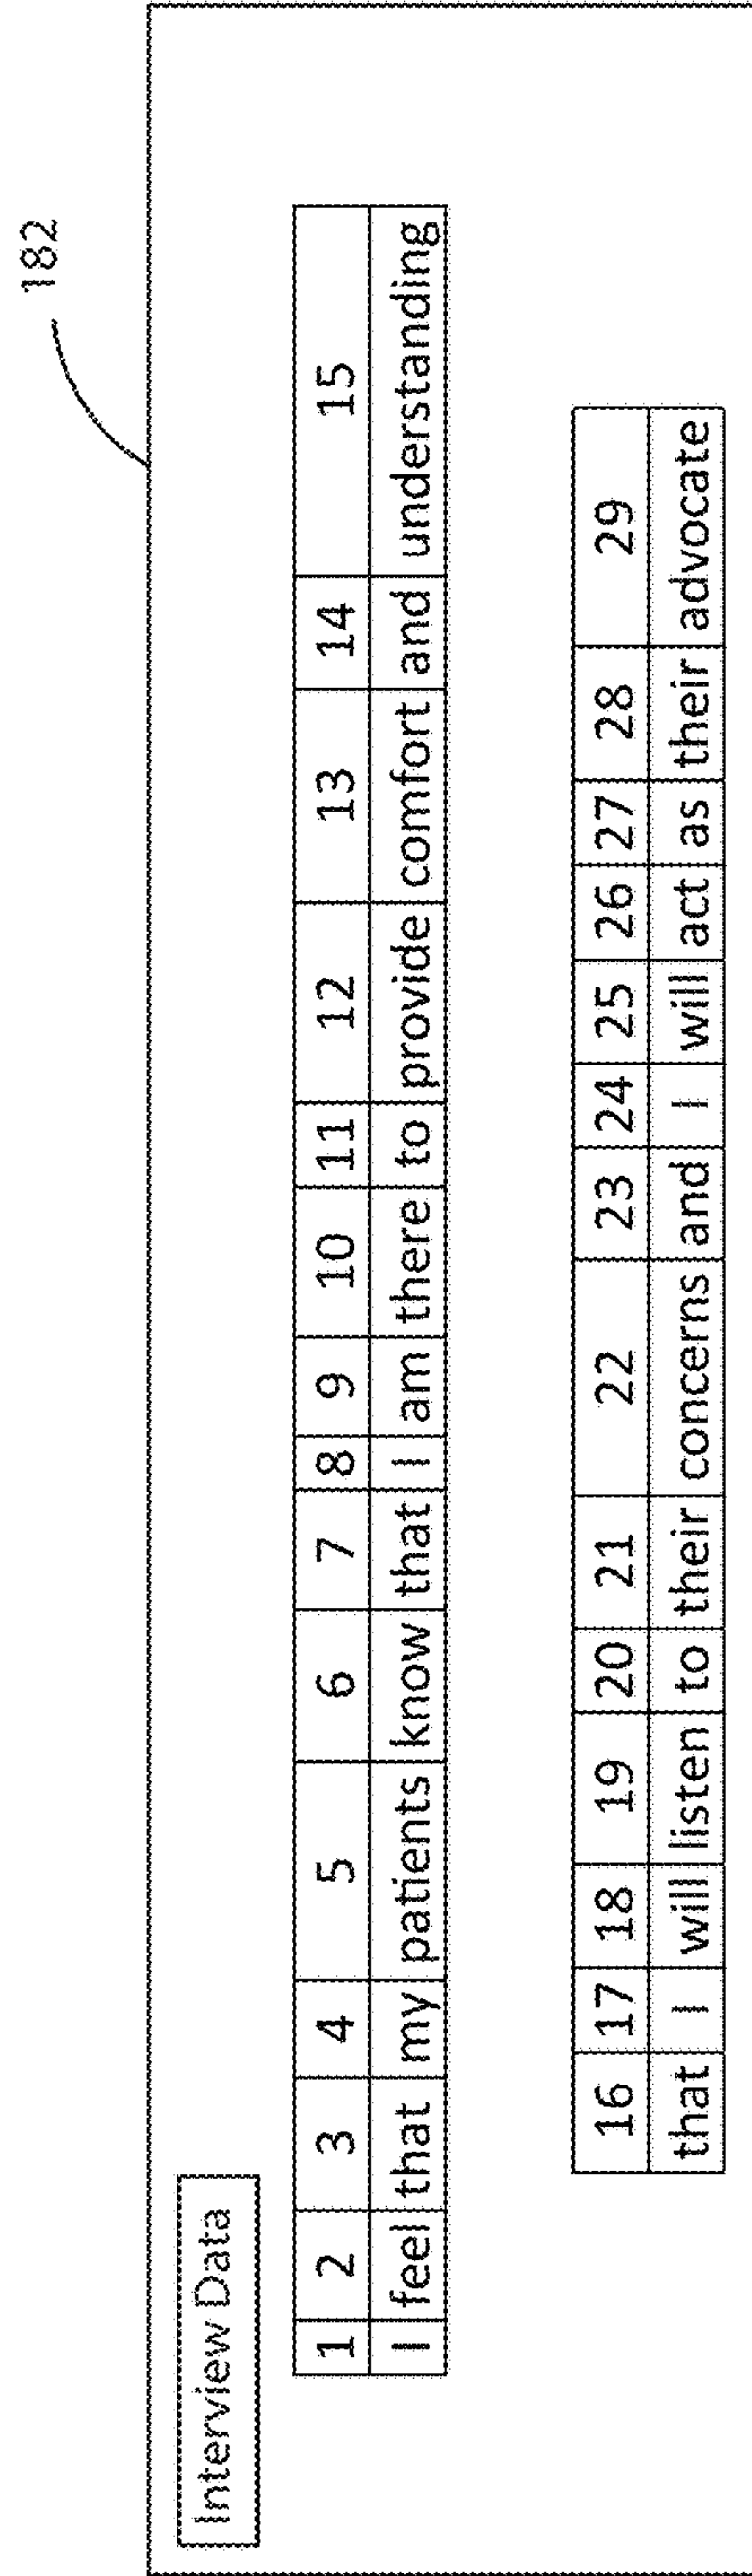 182
Interview Data
1 2 3 4 5 6 7 8 9 10 11 12 13 14 15
I feel that my patients know that I am there to provide comfort and understanding
16 17 18 19 20 21 22 23 24 25 26 27 28 29
that I will listen to their concerns and I will act as their advocate